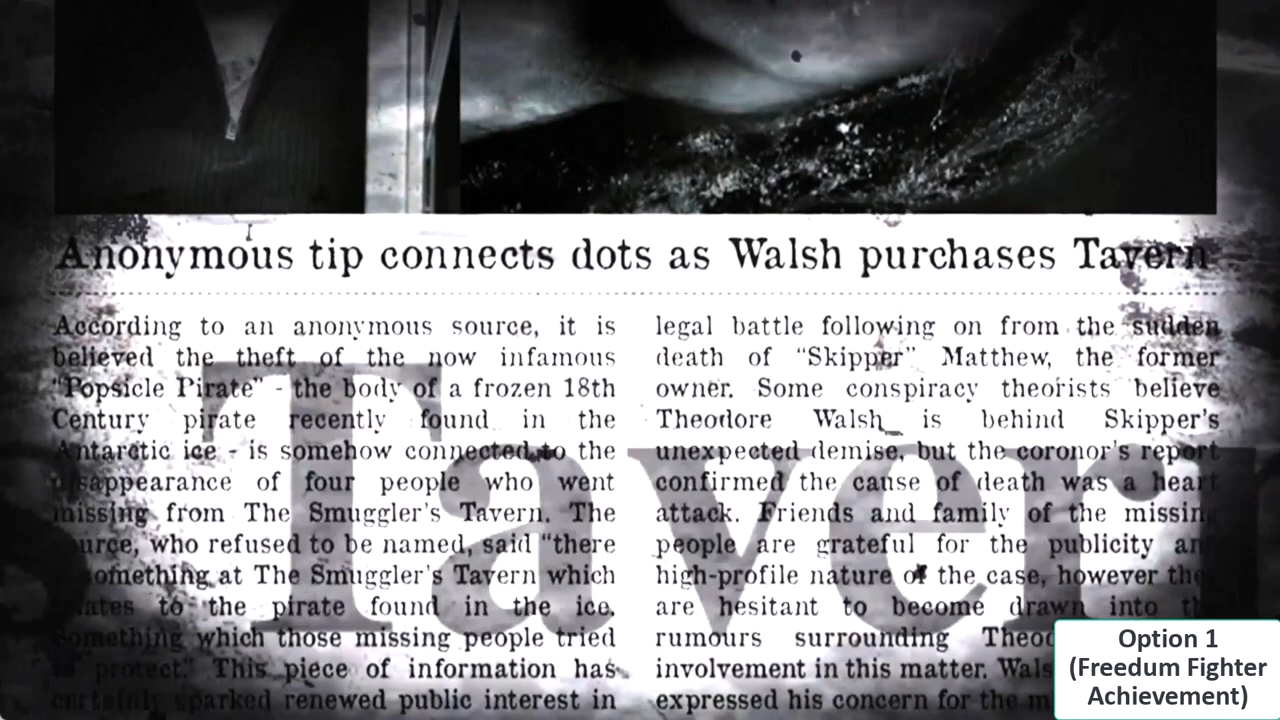 Anonymous tip connects dots as Walsh purchases Tavern
According to an anonymous source, it is
believed the theft of the now infamous
"Popsicle Pirate" - the body of a frozen 18th
Century pirate recently found in the
Antarctic ice - is somehow connected to the
disappearance of four people who went
missing from The Smuggler's Tavern. The
source, who refused to be named, said "there
something at The Smuggler's Tavern which
to the pirate found in the ice.
Something which those missing people tried
to protect." This piece of information has
certainly sparked renewed public interest in
legal battle following on from the sudden
death of "Skipper" Matthew, the former
owner. Some conspiracy theorists believe
Theodore Walsh is behind Skipper's
unexpected demise, but the coronor's report
confirmed the cause of death was a heart
attack. Friends and family of the missing
people are grateful for the publicity and
high-profile nature of the case, however they
are hesitant to become drawn into the
rumours surrounding Theod
involvement in this matter. Wals
expressed his concern for the m
Taver
Option 1
(Freedum Fighter
Achievement)